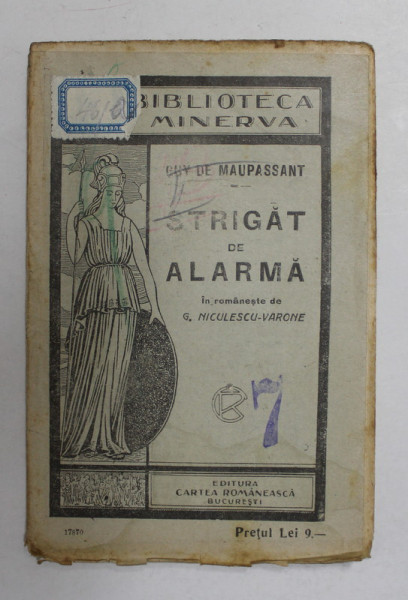 BIBLIOTECA
MINERVA
GUY DE MAUPASSANT
STRIGĂT
DE
ALARMĂ
În românește de
G. NICULESCU-VARONE
7
EDITURA
CARTEA ROMÂNEASCĂ
BUCUREȘTI
17870
Prețul Lei 9.—